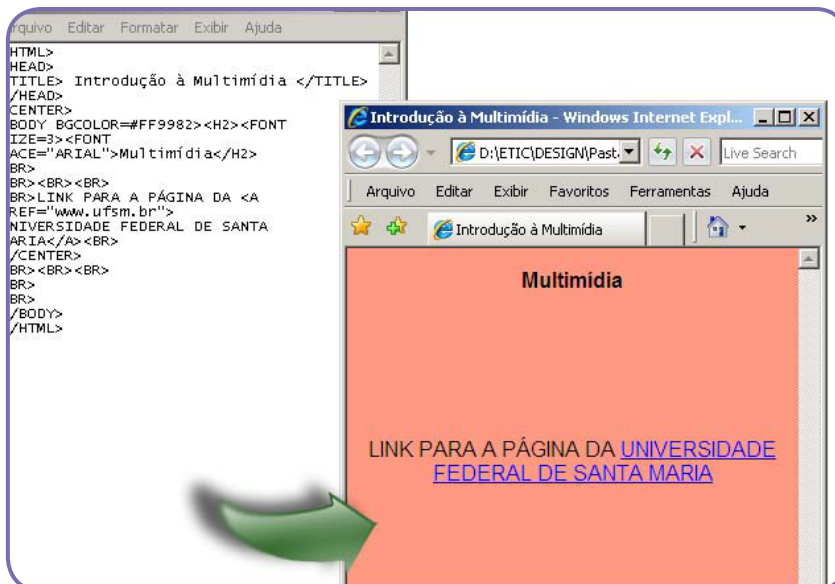 rquivo Editar Formatar Exibir Ajuda
HTML>
HEAD>
TITLE> Introdução à Multimídia </TITLE>
/HEAD>
CENTER>
BODY BGCOLOR=#FF9982><H2><FONT
IZE=3><FONT
ACE="ARIAL">Multimídia</H2>
BR>
BR><BR><BR>
BR>LINK PARA A PÁGINA DA <A
REF="www.ufsm.br">
NIVERSIDADE FEDERAL DE SANTA
ARIA</A><BR>
/CENTER>
BR><BR><BR>
BR>
BR>
/BODY>
/HTML>
Introdução à Multimídia - Windows Internet Expl...
D:\ETIC\DESIGN\Past
Live Search
Arquivo Editar Exibir Favoritos Ferramentas Ajuda
Introdução à Multimídia
»
Multimídia
LINK PARA A PÁGINA DA UNIVERSIDADE
FEDERAL DE SANTA MARIA